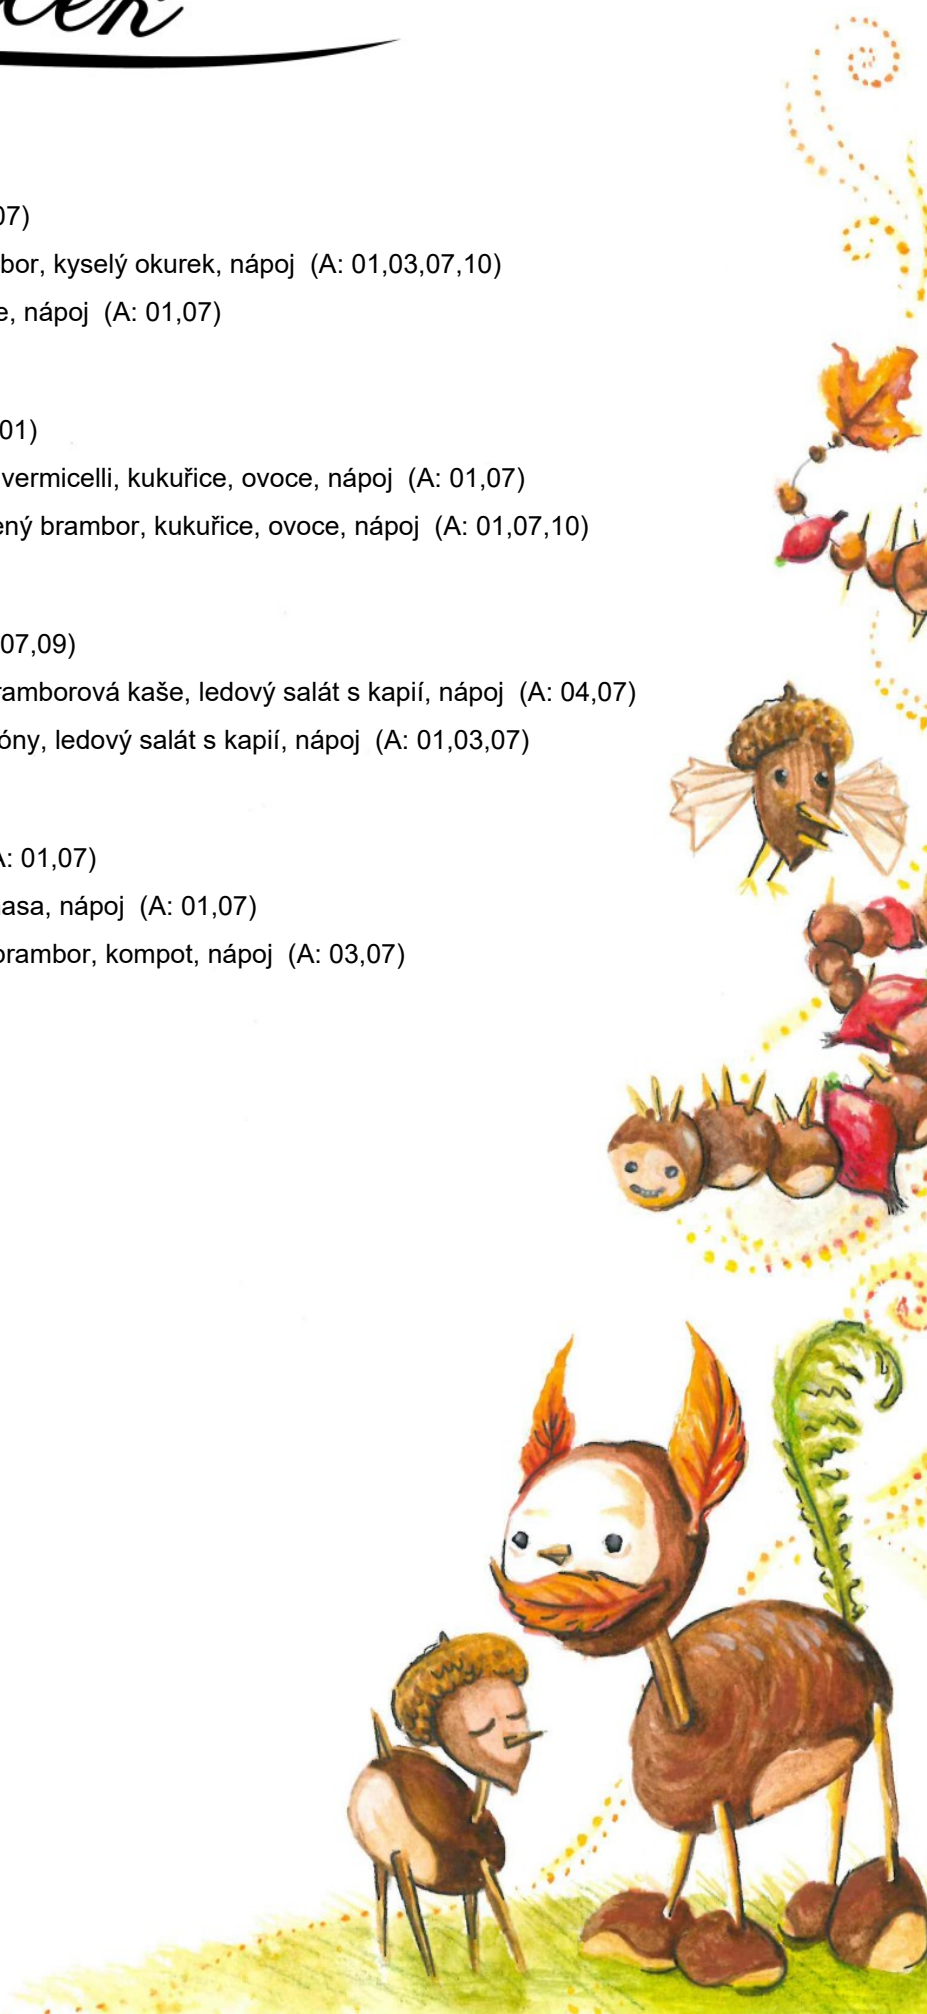 07)
bor, kyselý okurek, nápoj (A: 01,03,07,10)
e, nápoj (A: 01,07)
01)
vermicelli, kukuřice, ovoce, nápoj (A: 01,07)
ený brambor, kukuřice, ovoce, nápoj (A: 01,07,10)
07,09)
ramborová kaše, ledový salát s kapií, nápoj (A: 04,07)
óny, ledový salát s kapií, nápoj (A: 01,03,07)
A: 01,07)
asa, nápoj (A: 01,07)
brambor, kompot, nápoj (A: 03,07)